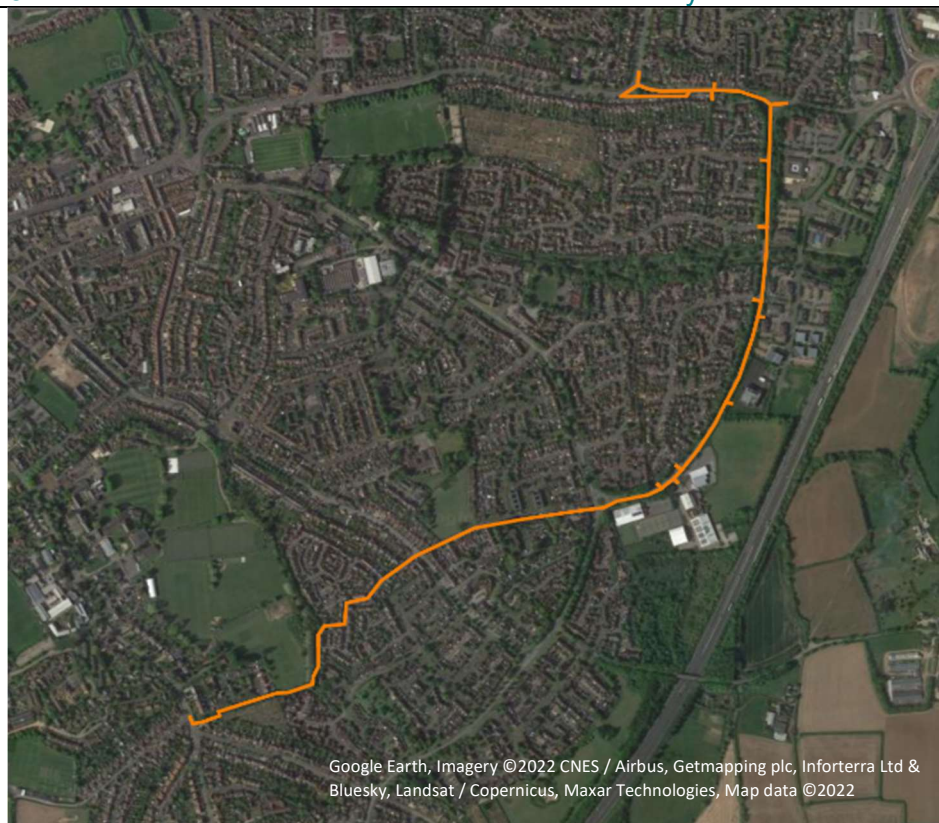 Google Earth, Imagery ©2022 CNES / Airbus, Getmapping plc, Inforterra Ltd &
Bluesky, Landsat / Copernicus, Maxar Technologies, Map data ©2022